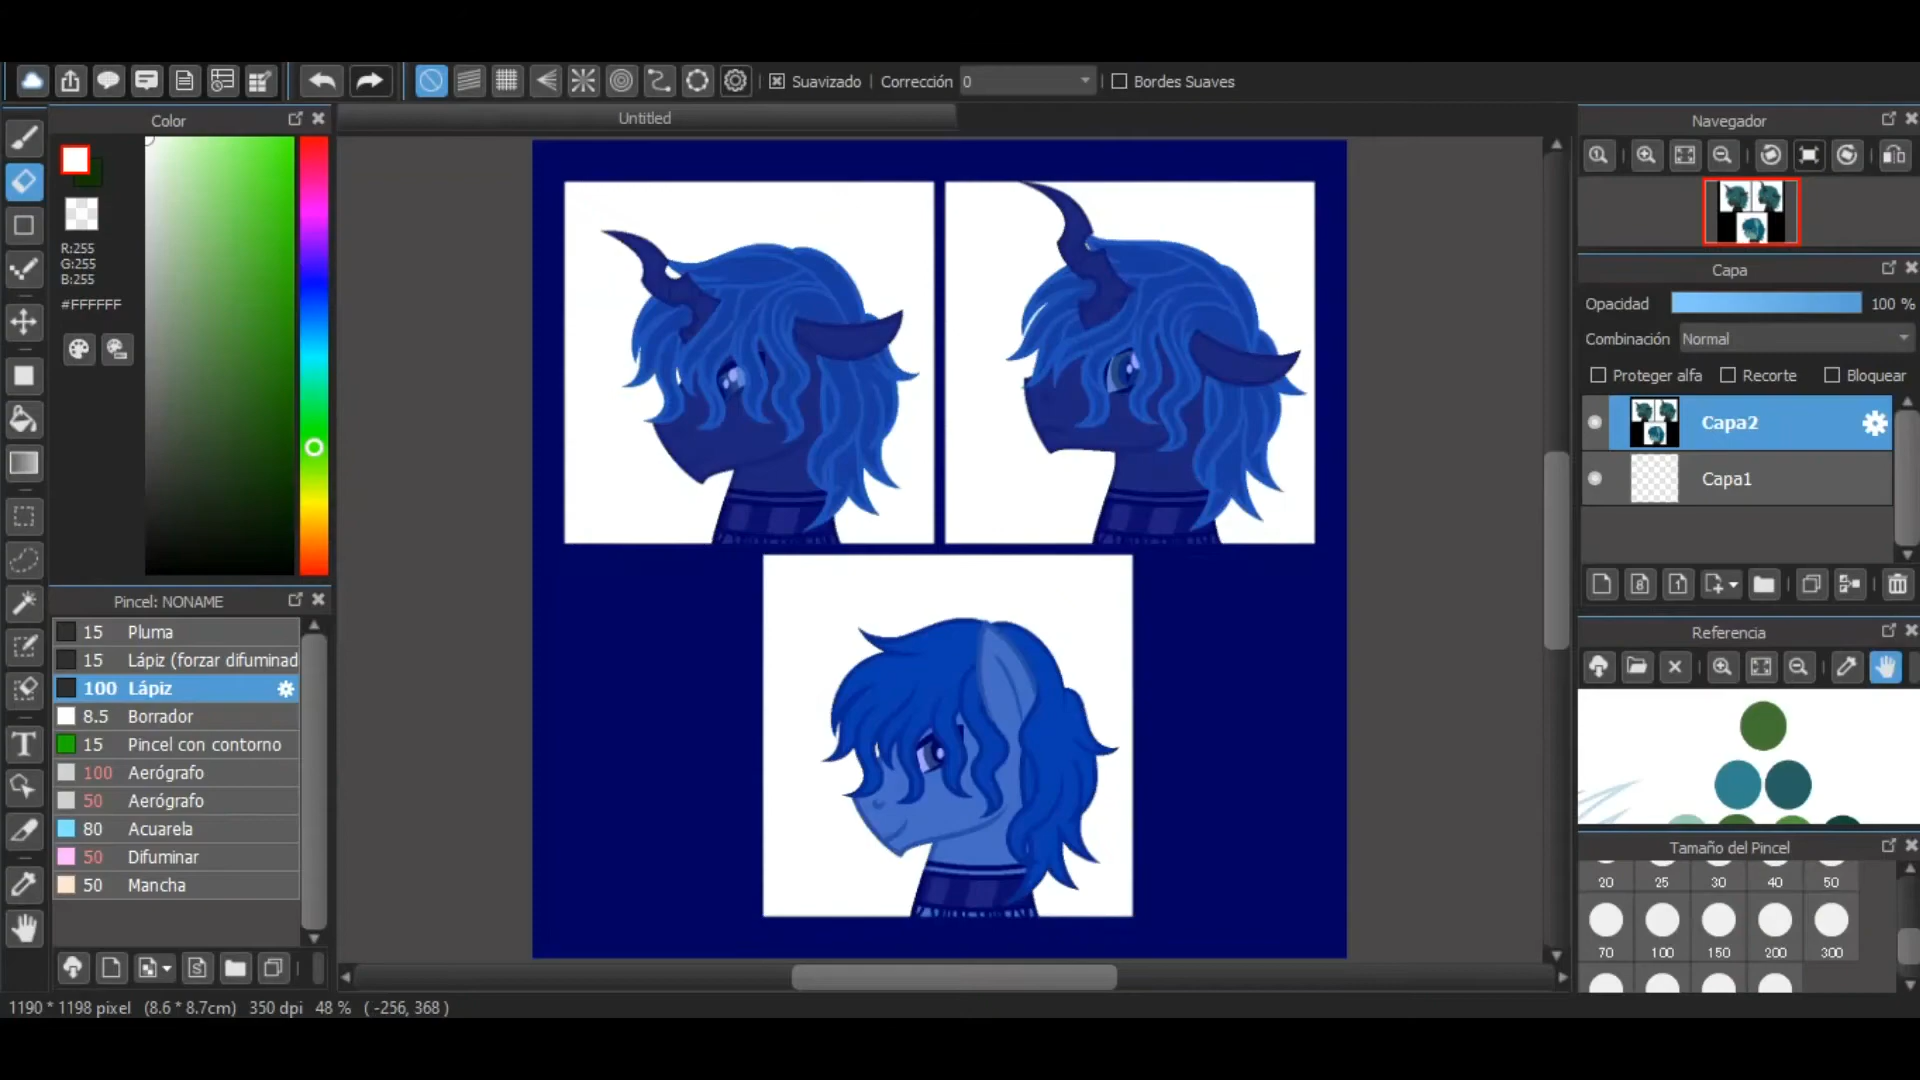 Suavizado
Corrección 0
Bordes Suaves
Color
Untitled
Navegador
R:255
G:255
B:255
#FFFFFF
Capa
Opacidad 100 %
Combinación Normal
Proteger alfa
Recorte
Bloquear
Capa2
Capa1
Pincel: NONAME
15 Pluma
15 Lápiz (forzar difuminad
100 Lápiz
8.5 Borrador
15 Pincel con contorno
100 Aerógrafo
50 Aerógrafo
80 Acuarela
50 Difuminar
50 Mancha
Referencia
Tamaño del Pincel
20 25 30 40 50
70 100 150 200 300
1190 * 1198 pixel (8.6 * 8.7cm) 350 dpi 48 % ( -256, 368 )